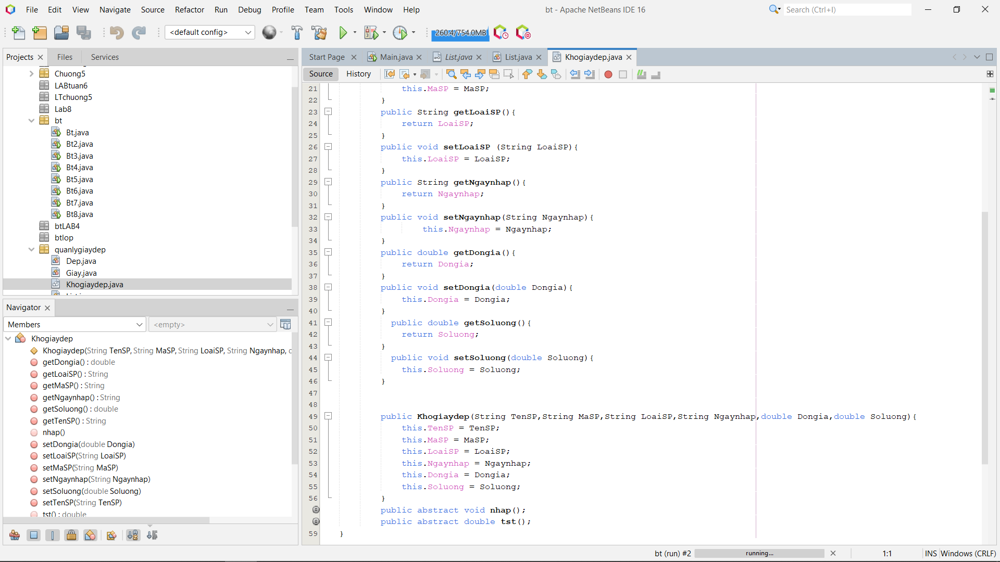 File Edit View Navigate Source Refactor Run Debug Profile Team Tools Window Help
bt - Apache NetBeans IDE 16
Search (Ctrl+I)
<default config>
260.4/754.0MB
Projects Files Services
Chuong5
LABtuan6
LTchuong5
Lab8
bt
Bt.java
Bt2.java
Bt3.java
Bt4.java
Bt5.java
Bt6.java
Bt7.java
Bt8.java
btLAB4
btlop
quanlygiaydep
Dep.java
Giay.java
Khogiaydep.java
Navigator
Members
<empty>
Khogiaydep
Khogiaydep(String TenSP, String MaSP, String LoaiSP, String Ngaynhap,
getDongia() : double
getLoaiSP() : String
getMaSP() : String
getNgaynhap() : String
getSoluong() : double
getTenSP() : String
nhap()
setDongia(double Dongia)
setLoaiSP(String LoaiSP)
setMaSP(String MaSP)
setNgaynhap(String Ngaynhap)
setSoluong(double Soluong)
setTenSP(String TenSP)
tst() : double
Start Page Main.java List.java List.java Khogiaydep.java
Source History
21 this.MaSP = MaSP;
22 }
23 public String getLoaiSP(){
24 return LoaiSP;
25 }
26 public void setLoaiSP (String LoaiSP){
27 this.LoaiSP = LoaiSP;
28 }
29 public String getNgaynhap(){
30 return Ngaynhap;
31 }
32 public void setNgaynhap(String Ngaynhap){
33 this.Ngaynhap = Ngaynhap;
34 }
35 public double getDongia(){
36 return Dongia;
37 }
38 public void setDongia(double Dongia){
39 this.Dongia = Dongia;
40 }
41 public double getSoluong(){
42 return Soluong;
43 }
44 public void setSoluong(double Soluong){
45 this.Soluong = Soluong;
46 }
47
48
49 public Khogiaydep(String TenSP,String MaSP,String LoaiSP,String Ngaynhap,double Dongia,double Soluong){
50 this.TenSP = TenSP;
51 this.MaSP = MaSP;
52 this.LoaiSP = LoaiSP;
53 this.Ngaynhap = Ngaynhap;
54 this.Dongia = Dongia;
55 this.Soluong = Soluong;
56 }
public abstract void nhap();
public abstract double tst();
59 }
bt (run) #2 running... 1:1 INS Windows (CRLF)